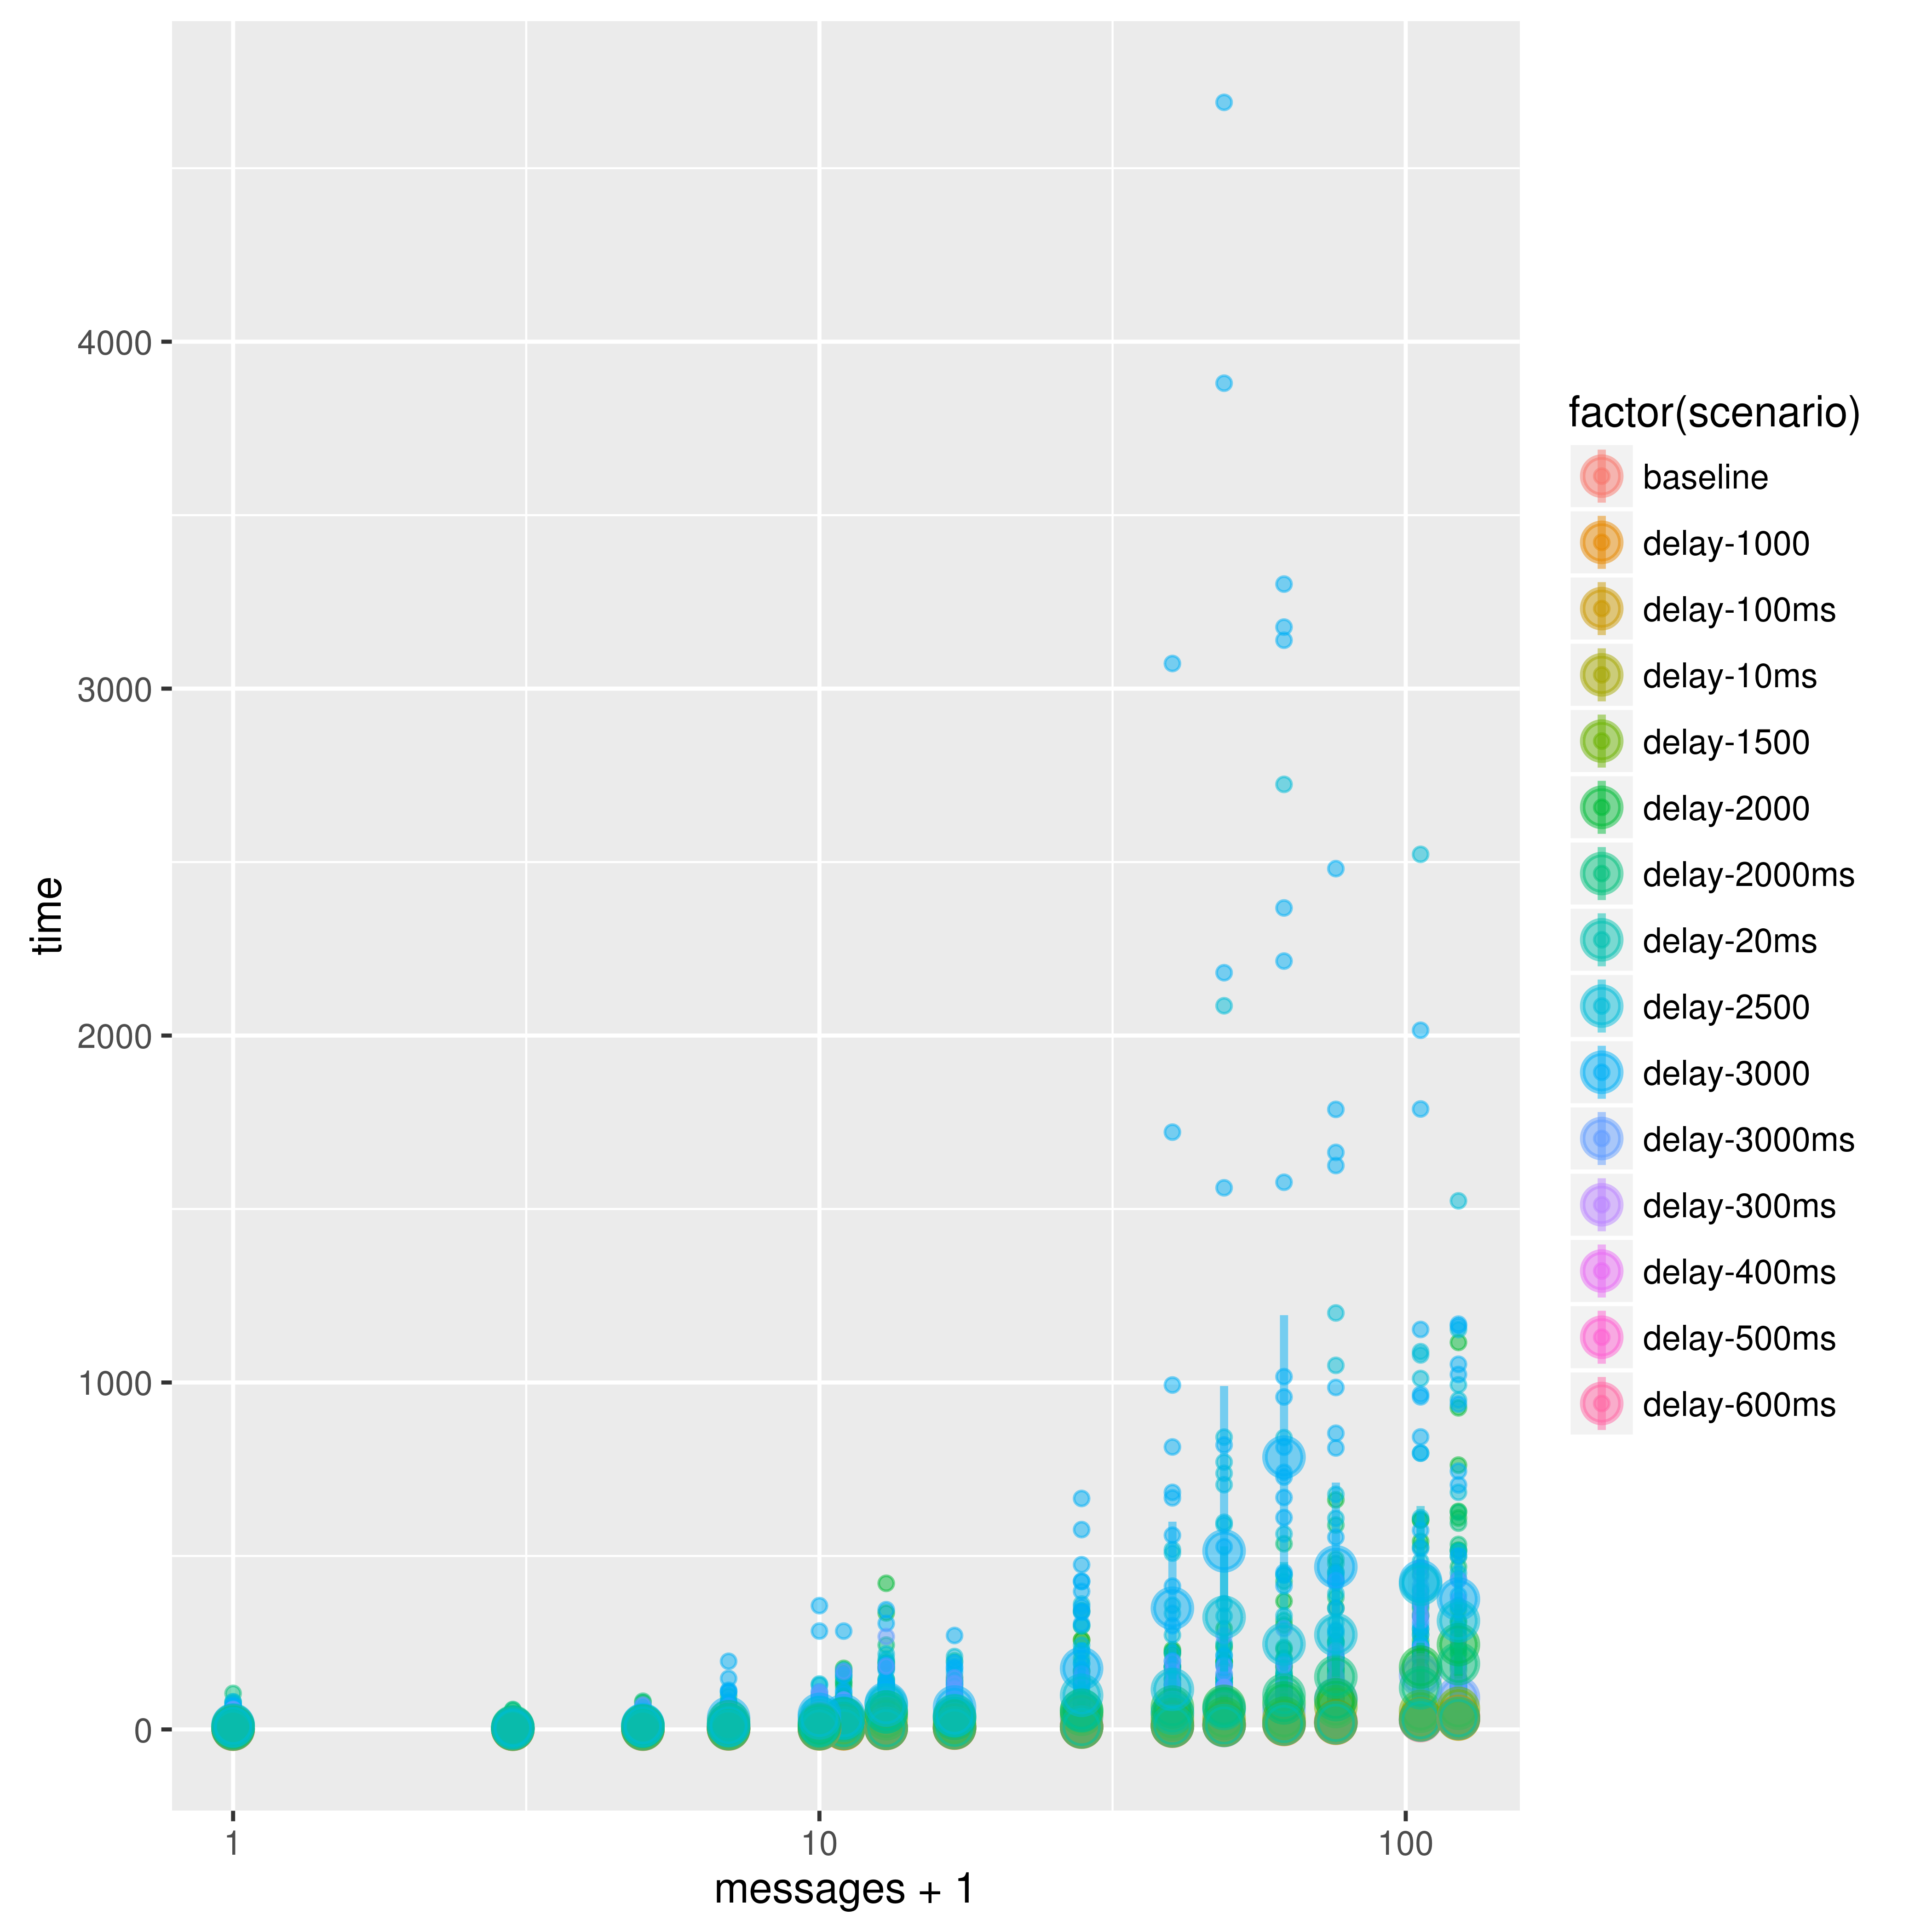 time
4000
3000
2000
1000
0
1
10
100
messages + 1
factor(scenario)
baseline
delay-1000
delay-100ms
delay-10ms
delay-1500
delay-2000
delay-2000ms
delay-20ms
delay-2500
delay-3000
delay-3000ms
delay-300ms
delay-400ms
delay-500ms
delay-600ms